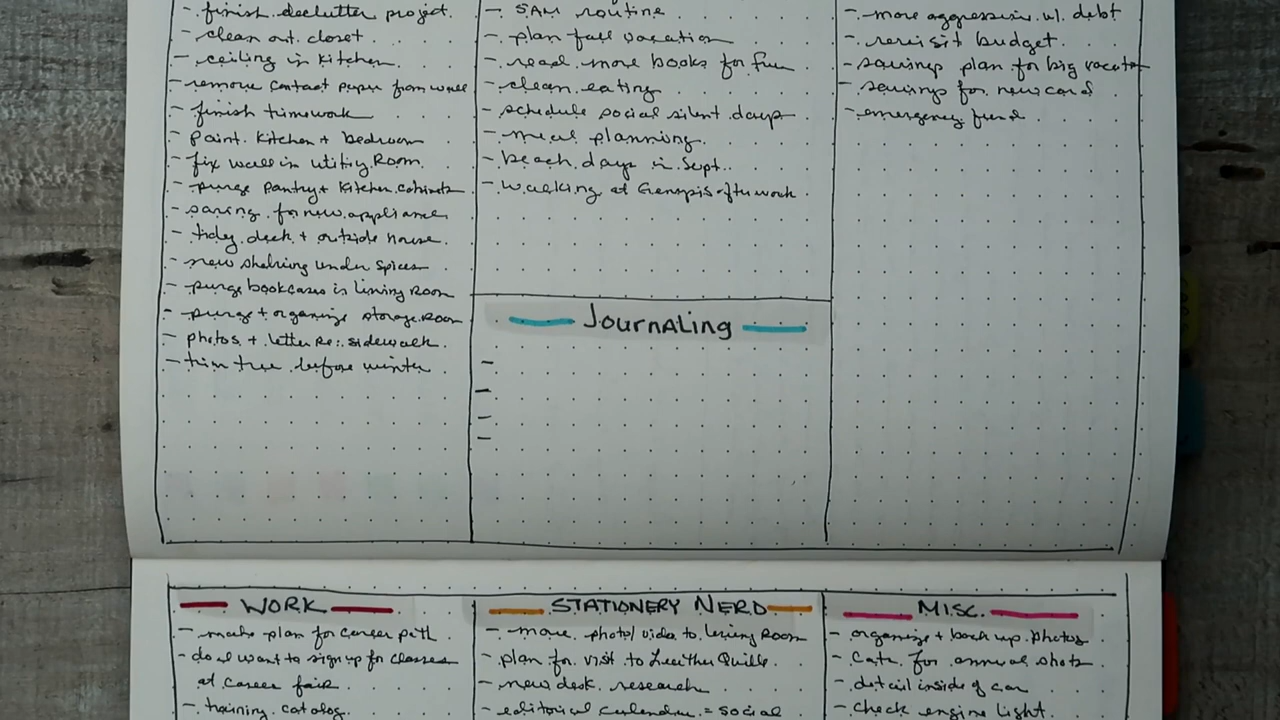 - finish declutter project.
- clean out closet
- ceiling in kitchen
- remove contact paper from wall
- finish trimwork
- paint kitchen + bedroom
- fix wall in utility Room.
- purge pantry + kitchen cabinets
- saving for new appliance
- tidy deck + outside house.
- new shelving under spices
- purge bookcases in living Room
- purge + organize storage Room
- photos + letter Re: sidewalk.
- trim tree before winter
- 5AM routine
- plan fall vacation
- read more books for fun
- clean eating
- schedule social silent days
- meal planning
- beach days in Sept.
- walking at after work
JOURNALING
-
-
-
-
- more aggressive w/ debt
- revisit budget.
- savings plan for big vacation
- savings for new card
- emergency fund
WORK
- make plan for career path
- do I want to sign up for classes
at career fair
- training catalog.
STATIONERY NERD
- move photo/video to living Room
- plan for visit to Quills.
- new desk research
- editorial calendar = social
MISC.
- organize + back up photos
- Cats for annual shots
- detail inside of car
- check engine light.